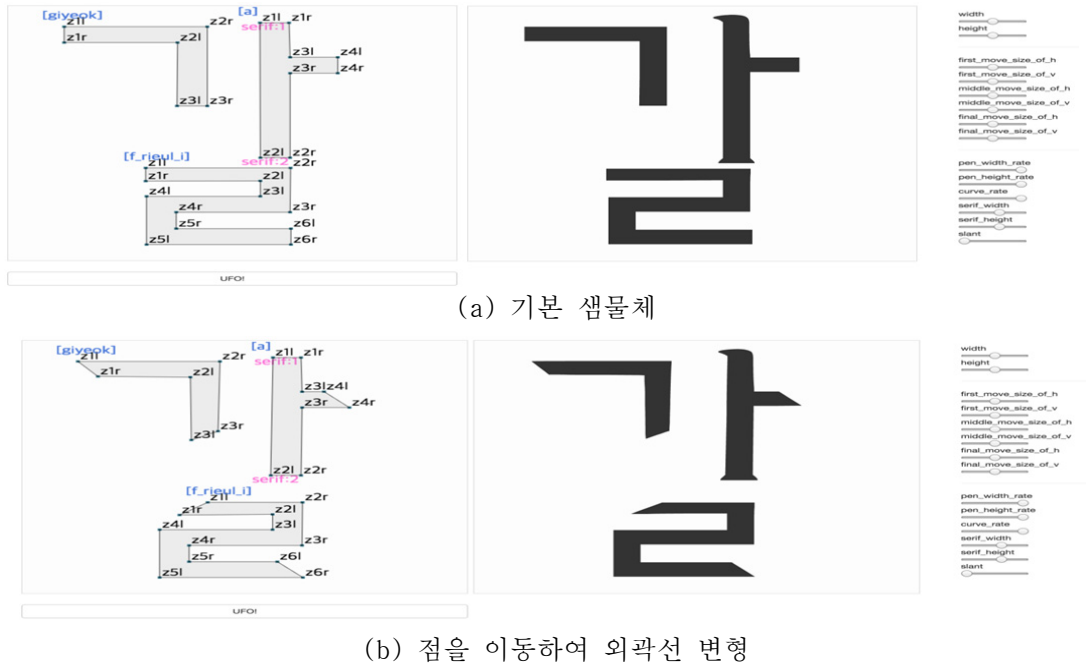 [giyeok]
z1l
z2r
z1r
z2l
z3l z3r
[a]
z1l z1r
serif:1
z3l z4l
z3r z4r
z2l z2r
serif:2
[f_rieul_i]
z1l
z2r
z1r
z2l
z4l
z3l
z4r
z3r
z5r
z6l
z5l
z6r
갈
width
height
first_move_size_of_h
first_move_size_of_v
middle_move_size_of_h
middle_move_size_of_v
final_move_size_of_h
final_move_size_of_v
pen_width_rate
pen_height_rate
curve_rate
serif_width
serif_height
slant
UFO!
(a) 기본 샘물체
[giyeok]
z1l
z2r
z1r
z2l
z3l z3r
[a]
z1l z1r
serif:1
z3l z4l
z3r z4r
z2l z2r
serif:2
[f_rieul_i]
z1l
z2r
z1r
z2l
z4l
z3l
z4r
z3r
z5r
z6l
z5l
z6r
갈
width
height
first_move_size_of_h
first_move_size_of_v
middle_move_size_of_h
middle_move_size_of_v
final_move_size_of_h
final_move_size_of_v
pen_width_rate
pen_height_rate
curve_rate
serif_width
serif_height
slant
UFO!
(b) 점을 이동하여 외곽선 변형